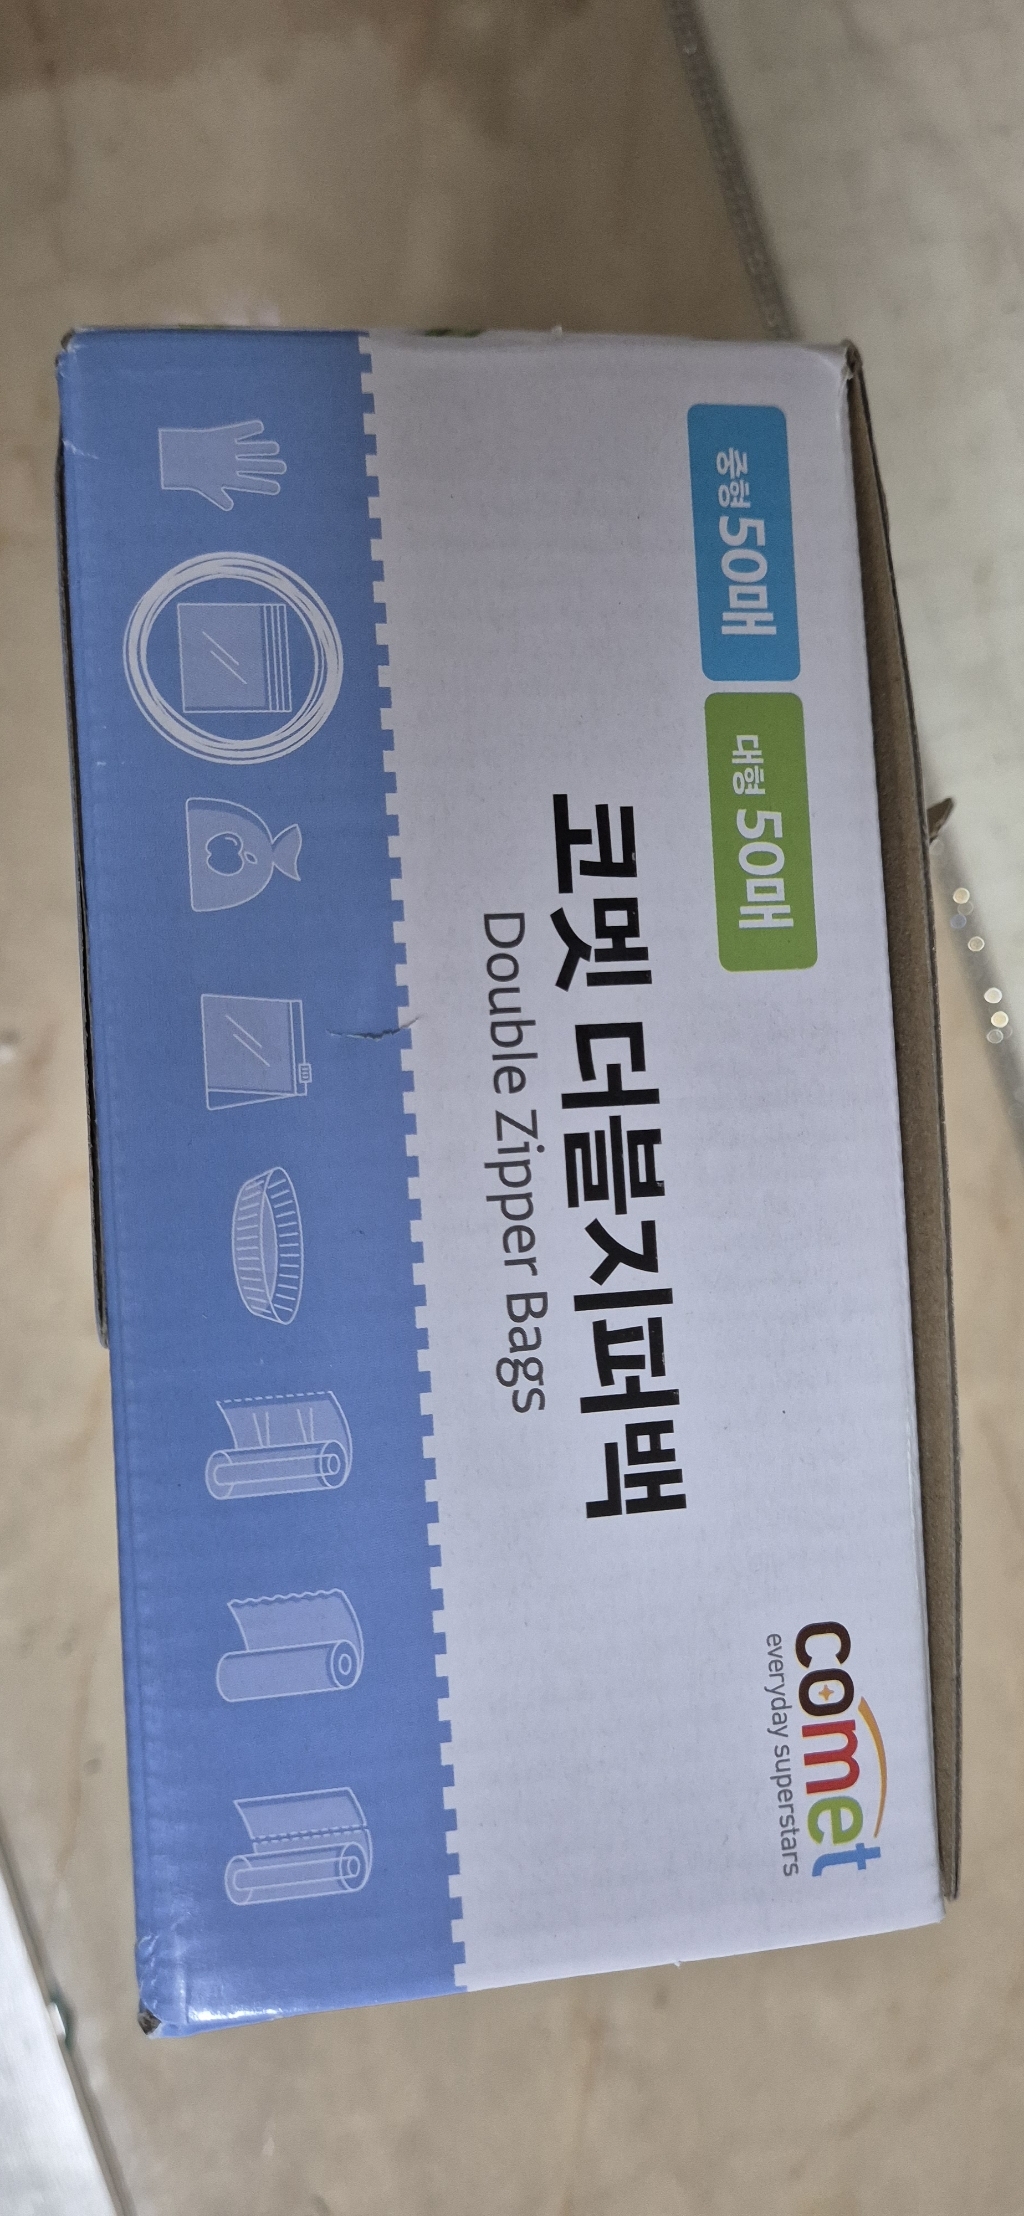 중형 50매
대형 50매
comet
everyday superstars
코멧 더블지퍼백
Double Zipper Bags